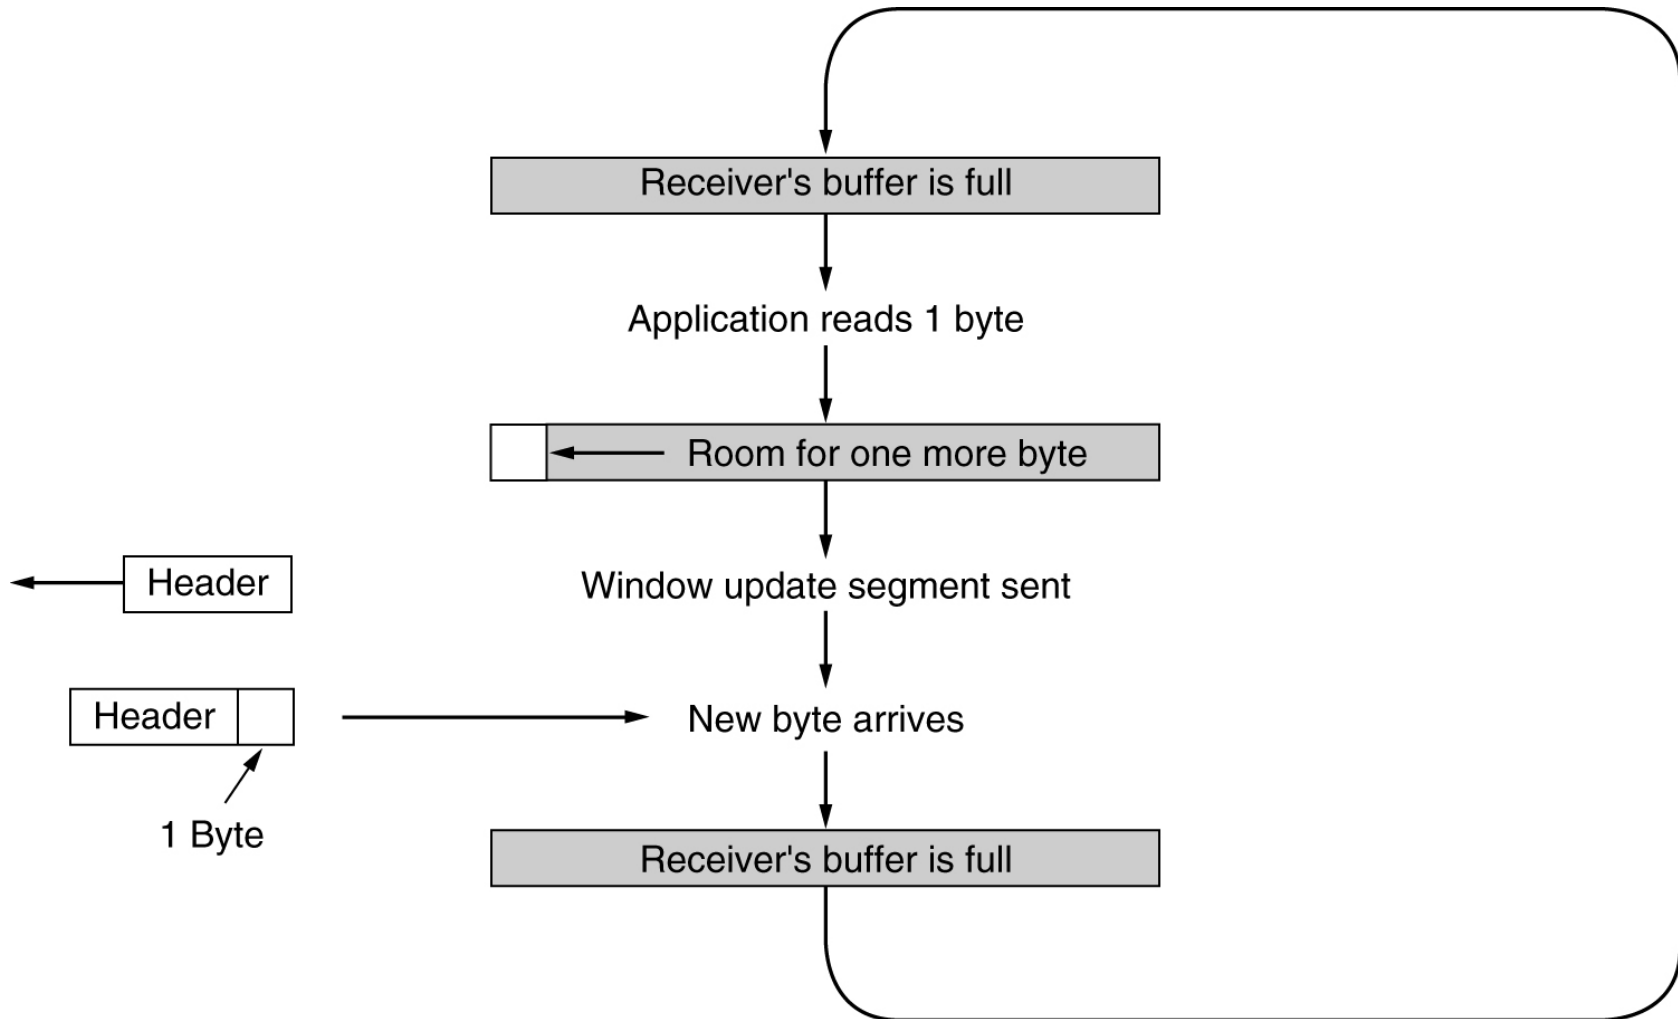 Receiver's buffer is full
Application reads 1 byte
Room for one more byte
Header
Window update segment sent
Header
New byte arrives
1 Byte
Receiver's buffer is full